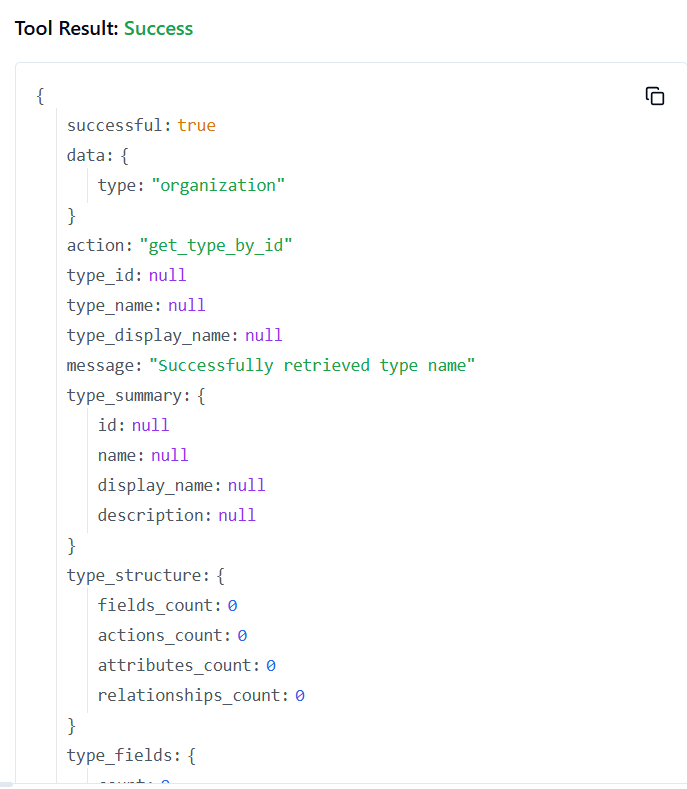 Tool Result: Success
{
successful: true
data: {
type: "organization"
}
action: "get_type_by_id"
type_id: null
type_name: null
type_display_name: null
message: "Successfully retrieved type name"
type_summary: {
id: null
name: null
display_name: null
description: null
}
type_structure: {
fields_count: 0
actions_count: 0
attributes_count: 0
relationships_count: 0
}
type_fields: {